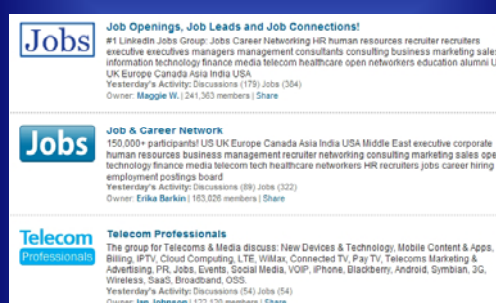 Jobs
Job Openings, Job Leads and Job Connections!
#1 Linkedin Jobs Group: Jobs Career Networking HR human resources recruiter recruiters
executive executives managers management consultants consulting business marketing sales
information technology finance media telecom healthcare open networkers education alumni U
UK Europe Canada Asia India USA
Yesterday's Activity: Discussions (179) Jobs (384)
Owner: Maggie W. | 241,363 members | Share
Jobs
Job & Career Network
150,000+ participants! US UK Europe Canada Asia India USA Middle East executive corporate
human resources business management recruiter networking consulting marketing sales ope
technology finance media telecom tech healthcare networkers HR recruiters jobs career hiring
employment postings board
Yesterday's Activity: Discussions (89) Jobs (322)
Owner: Erika Barkin | 163,026 members | Share
Telecom
Professionals
Telecom Professionals
The group for Telecoms & Media discuss: New Devices & Technology, Mobile Content & Apps,
Billing, IPTV, Cloud Computing, LTE, WiMax, Connected TV, Pay TV, Telecoms Marketing &
Advertising, PR, Jobs, Events, Social Media, VOIP, iPhone, Blackberry, Android, Symbian, 3G,
Wireless, SaaS, Broadband, OSS.
Yesterday's Activity: Discussions (54) Jobs (54)
Owner: Ian Johnson | members | Share